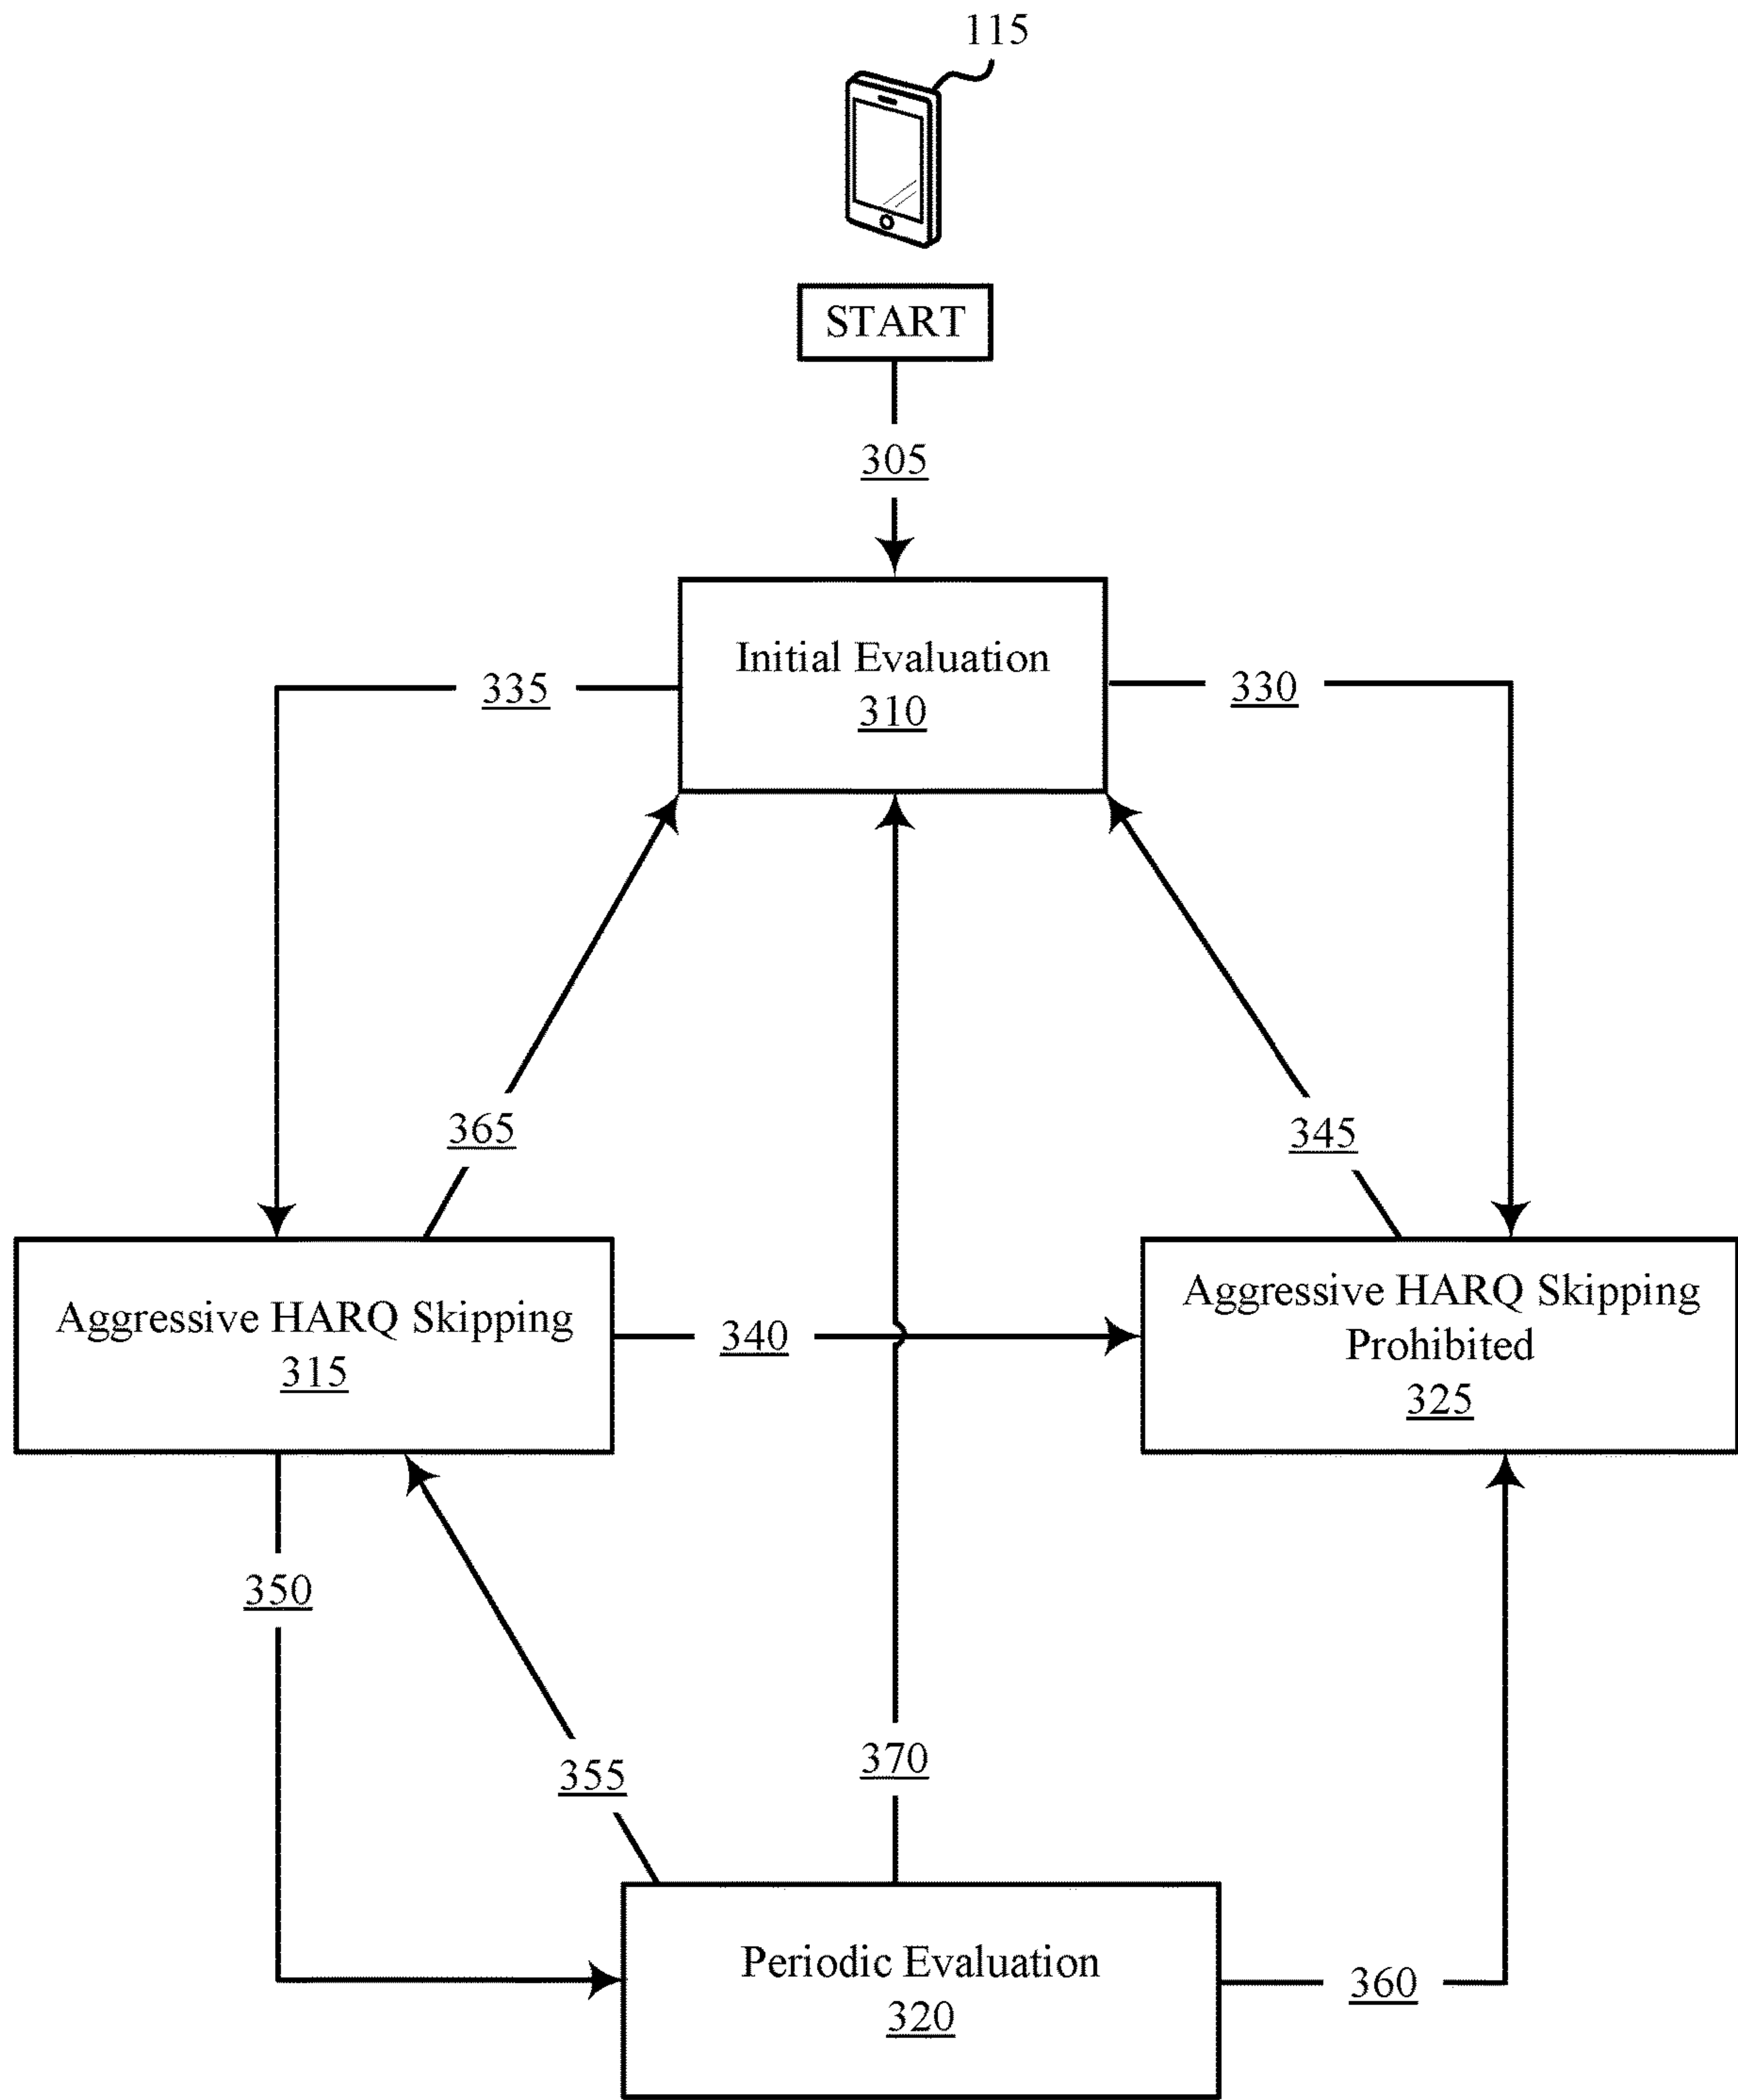 115
START
305
Initial Evaluation
310
335
330
365
345
Aggressive HARQ Skipping
315
340
Aggressive HARQ Skipping
Prohibited
325
350
355
370
Periodic Evaluation
320
360